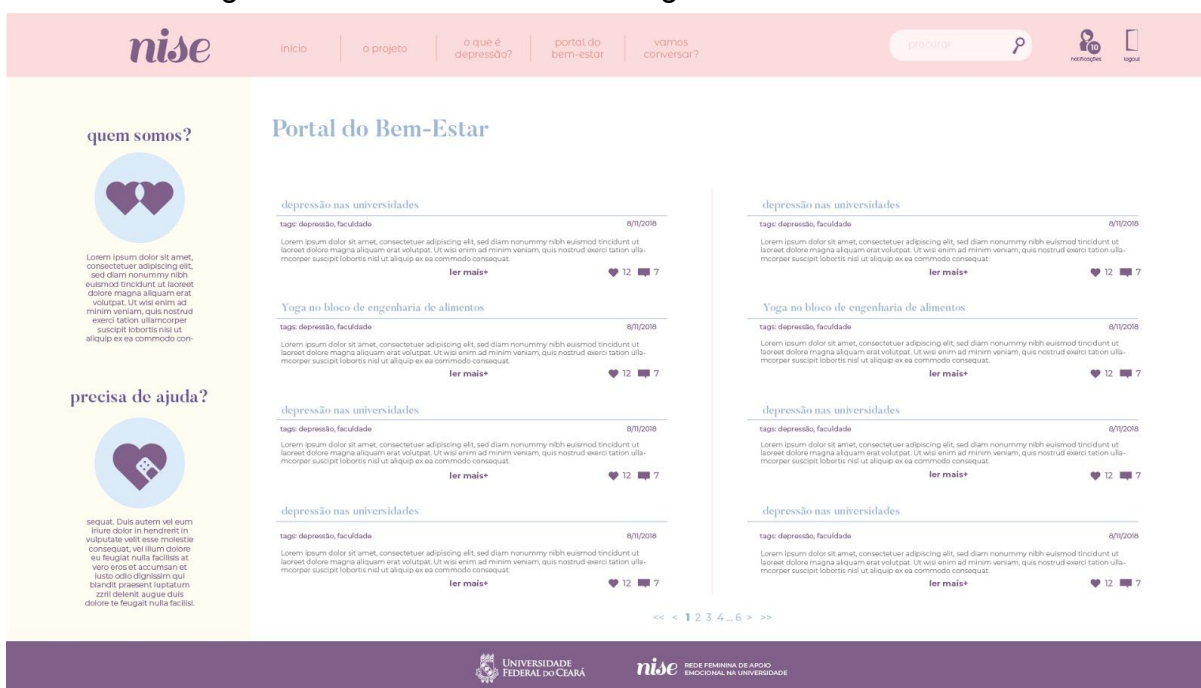 nise
início
o projeto
o que é
depressão?
portal do
bem-estar
vamos
conversar?
procurar
10
notificações
logout
quem somos?
Lorem ipsum dolor sit amet,
consectetuer adipiscing elit,
sed diam nonummy nibh
euismod tincidunt ut laoreet
dolore magna aliquam erat
volutpat. Ut wisi enim ad
minim veniam, quis nostrud
exerci tation ullamcorper
suscipit lobortis nisl ut
aliquip ex ea commodo con-
precisa de ajuda?
sequat. Duis autem vel eum
iriure dolor in hendrerit in
vulputate velit esse molestie
consequat, vel illum dolore
eu feugiat nulla facilisis at
vero eros et accumsan et
iusto odio dignissim qui
blandit praesent luptatum
zzril delenit augue duis
dolore te feugait nulla facilisi.
Portal do Bem-Estar
depressão nas universidades
tags: depressão, faculdade 8/11/2018
Lorem ipsum dolor sit amet, consectetuer adipiscing elit, sed diam nonummy nibh euismod tincidunt ut
laoreet dolore magna aliquam erat volutpat. Ut wisi enim ad minim veniam, quis nostrud exerci tation ulla-
mcorper suscipit lobortis nisl ut aliquip ex ea commodo consequat.
ler mais+ 12 7
Yoga no bloco de engenharia de alimentos
tags: depressão, faculdade 8/11/2018
Lorem ipsum dolor sit amet, consectetuer adipiscing elit, sed diam nonummy nibh euismod tincidunt ut
laoreet dolore magna aliquam erat volutpat. Ut wisi enim ad minim veniam, quis nostrud exerci tation ulla-
mcorper suscipit lobortis nisl ut aliquip ex ea commodo consequat.
ler mais+ 12 7
depressão nas universidades
tags: depressão, faculdade 8/11/2018
Lorem ipsum dolor sit amet, consectetuer adipiscing elit, sed diam nonummy nibh euismod tincidunt ut
laoreet dolore magna aliquam erat volutpat. Ut wisi enim ad minim veniam, quis nostrud exerci tation ulla-
mcorper suscipit lobortis nisl ut aliquip ex ea commodo consequat.
ler mais+ 12 7
depressão nas universidades
tags: depressão, faculdade 8/11/2018
Lorem ipsum dolor sit amet, consectetuer adipiscing elit, sed diam nonummy nibh euismod tincidunt ut
laoreet dolore magna aliquam erat volutpat. Ut wisi enim ad minim veniam, quis nostrud exerci tation ulla-
mcorper suscipit lobortis nisl ut aliquip ex ea commodo consequat.
ler mais+ 12 7
depressão nas universidades
tags: depressão, faculdade 8/11/2018
Lorem ipsum dolor sit amet, consectetuer adipiscing elit, sed diam nonummy nibh euismod tincidunt ut
laoreet dolore magna aliquam erat volutpat. Ut wisi enim ad minim veniam, quis nostrud exerci tation ulla-
mcorper suscipit lobortis nisl ut aliquip ex ea commodo consequat.
ler mais+ 12 7
Yoga no bloco de engenharia de alimentos
tags: depressão, faculdade 8/11/2018
Lorem ipsum dolor sit amet, consectetuer adipiscing elit, sed diam nonummy nibh euismod tincidunt ut
laoreet dolore magna aliquam erat volutpat. Ut wisi enim ad minim veniam, quis nostrud exerci tation ulla-
mcorper suscipit lobortis nisl ut aliquip ex ea commodo consequat.
ler mais+ 12 7
depressão nas universidades
tags: depressão, faculdade 8/11/2018
Lorem ipsum dolor sit amet, consectetuer adipiscing elit, sed diam nonummy nibh euismod tincidunt ut
laoreet dolore magna aliquam erat volutpat. Ut wisi enim ad minim veniam, quis nostrud exerci tation ulla-
mcorper suscipit lobortis nisl ut aliquip ex ea commodo consequat.
ler mais+ 12 7
depressão nas universidades
tags: depressão, faculdade 8/11/2018
Lorem ipsum dolor sit amet, consectetuer adipiscing elit, sed diam nonummy nibh euismod tincidunt ut
laoreet dolore magna aliquam erat volutpat. Ut wisi enim ad minim veniam, quis nostrud exerci tation ulla-
mcorper suscipit lobortis nisl ut aliquip ex ea commodo consequat.
ler mais+ 12 7
<< < 1 2 3 4 ... 6 > >>
UNIVERSIDADE
FEDERAL DO CEARÁ
nise
REDE FEMININA DE APOIO
EMOCIONAL NA UNIVERSIDADE